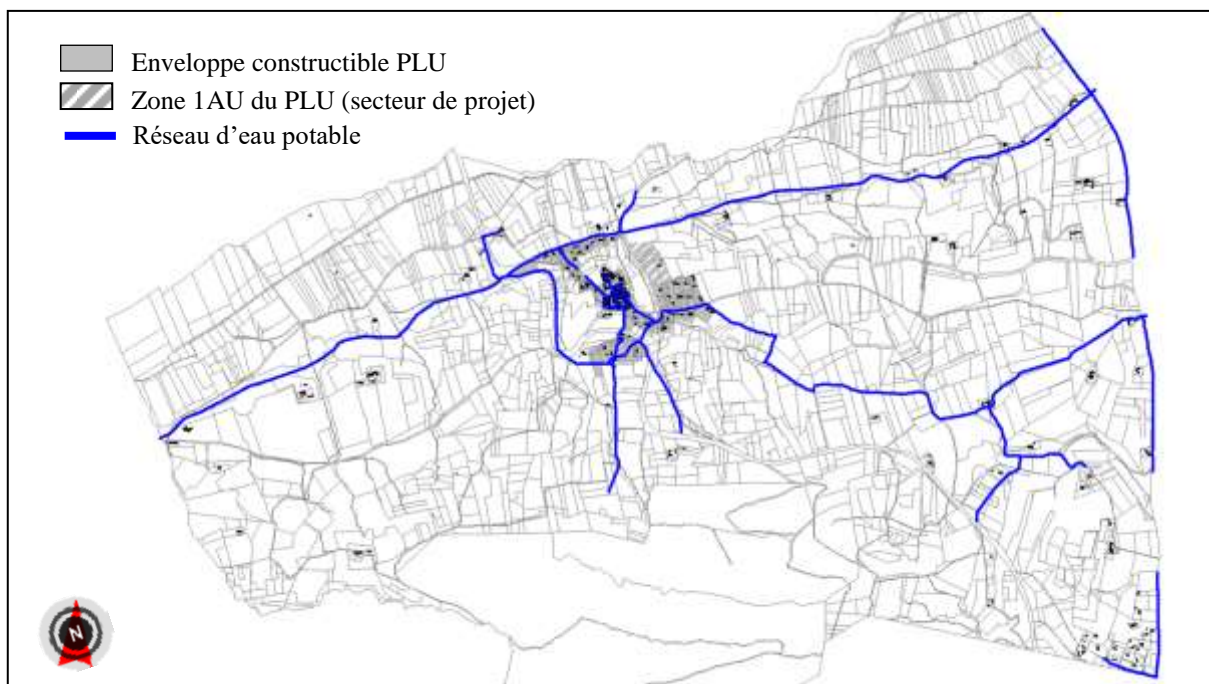 Enveloppe constructible PLU
Zone 1AU du PLU (secteur de projet)
Réseau d'eau potable
N